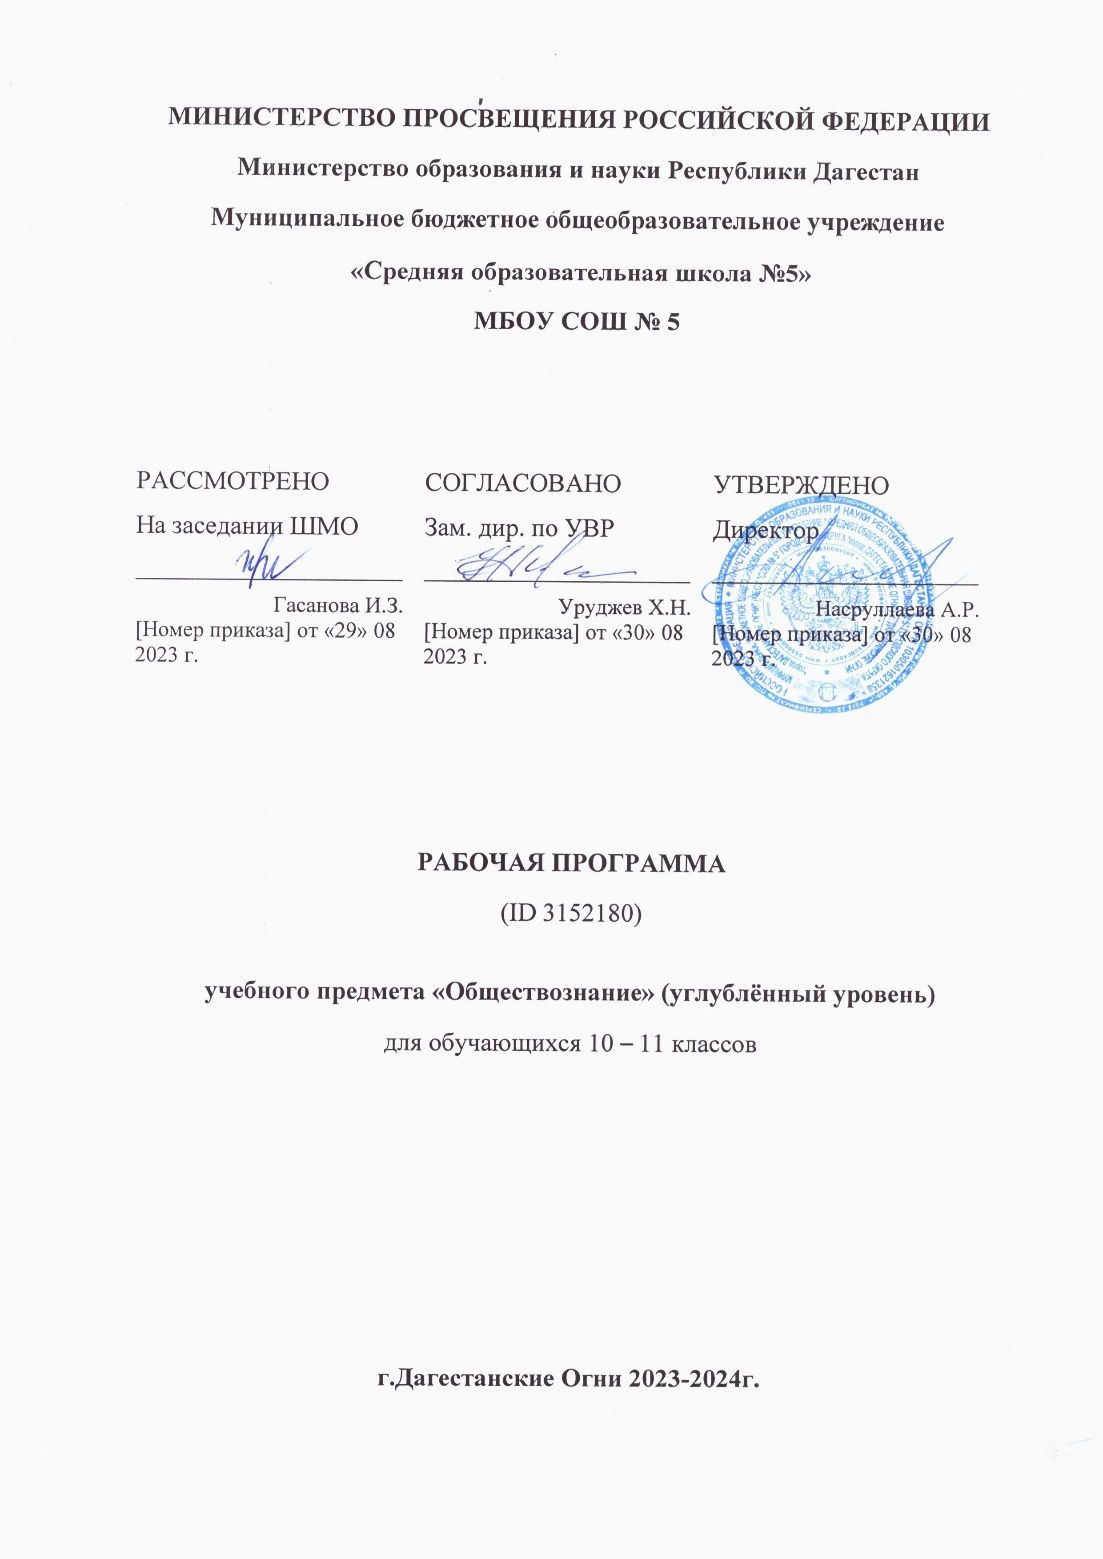 МИНИСТЕРСТВО ПРОСВЕЩЕНИЯ РОССИЙСКОЙ ФЕДЕРАЦИИ
Министерство образования и науки Республики Дагестан
Муниципальное бюджетное общеобразовательное учреждение
«Средняя образовательная школа №5»
МБОУ СОШ № 5
РАССМОТРЕНО
На заседании ШМО
Гасанова И.З.
[Номер приказа] от «29» 08
2023 г.
СОГЛАСОВАНО
Зам. дир. по УВР
Уруджев Х.Н.
[Номер приказа] от «30» 08
2023 г.
УТВЕРЖДЕНО
Директор
Насруллаева А.Р.
[Номер приказа] от «30» 08
2023 г.
РАБОЧАЯ ПРОГРАММА
(ID 3152180)
учебного предмета «Обществознание» (углублённый уровень)
для обучающихся 10 – 11 классов
г.Дагестанские Огни 2023-2024г.